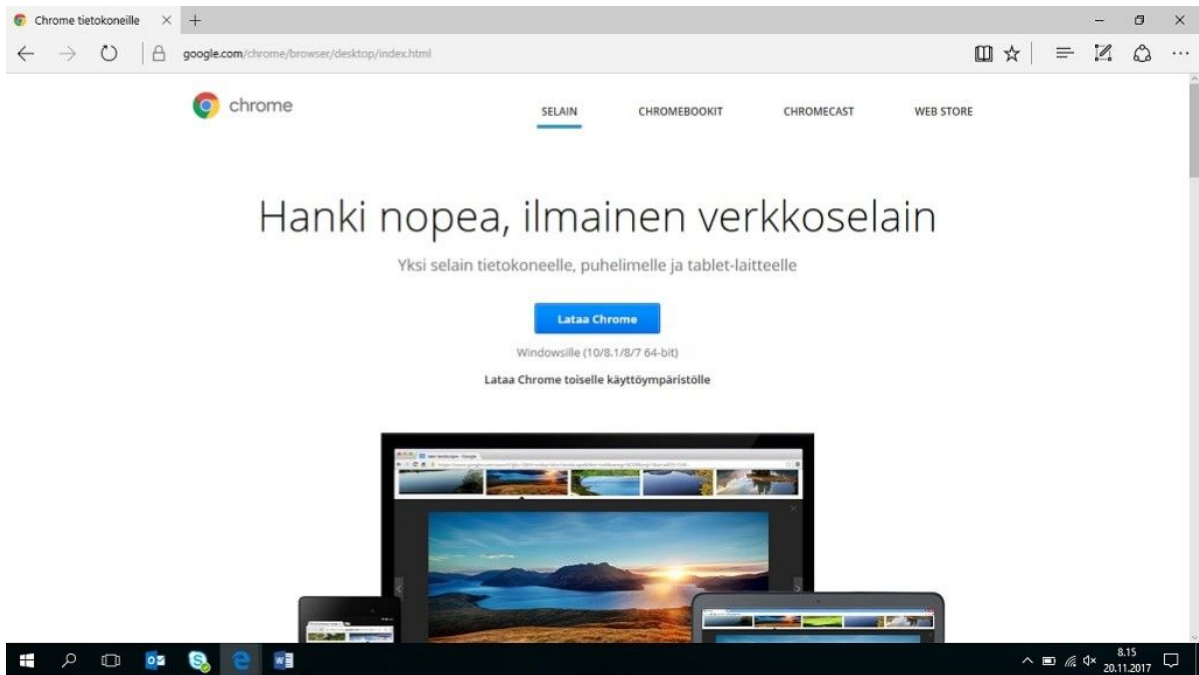 Chrome tietokoneille
google.com/chrome/browser/desktop/index.html
chrome
SELAIN CHROMEBOOKIT CHROMECAST WEB STORE
Hanki nopea, ilmainen verkkoselain
Yksi selain tietokoneelle, puhelimelle ja tablet-laitteelle
Lataa Chrome
Windowsille (10/8.1/8/7 64-bit)
Lataa Chrome toiselle käyttöympäristölle
8.15
20.11.2017